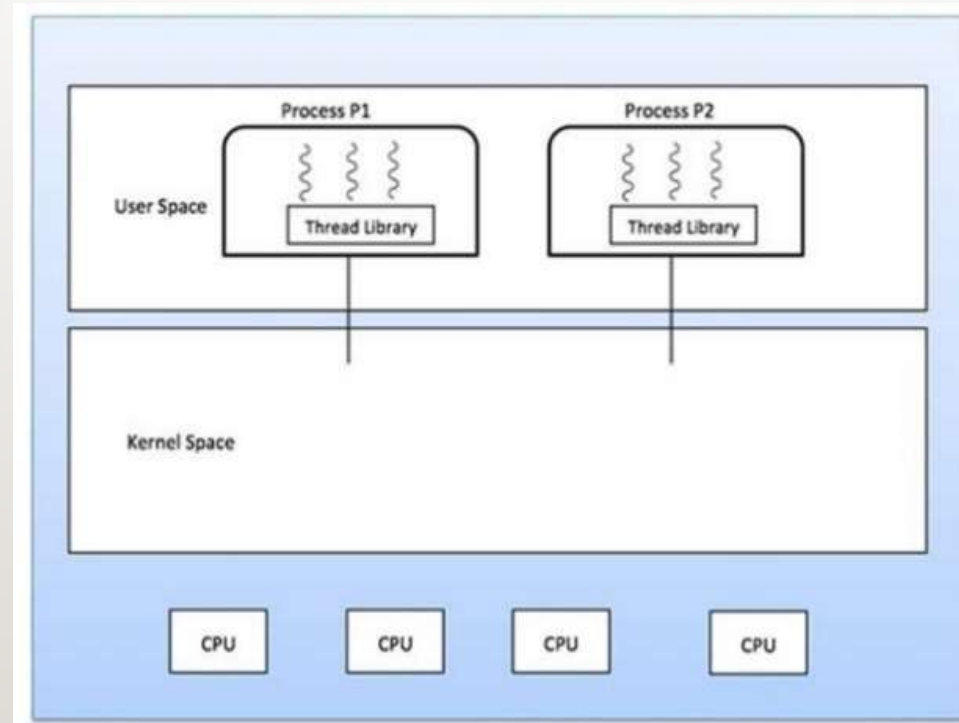 Process P1
Process P2
User Space
Thread Library
Thread Library
Kernel Space
CPU
CPU
CPU
CPU